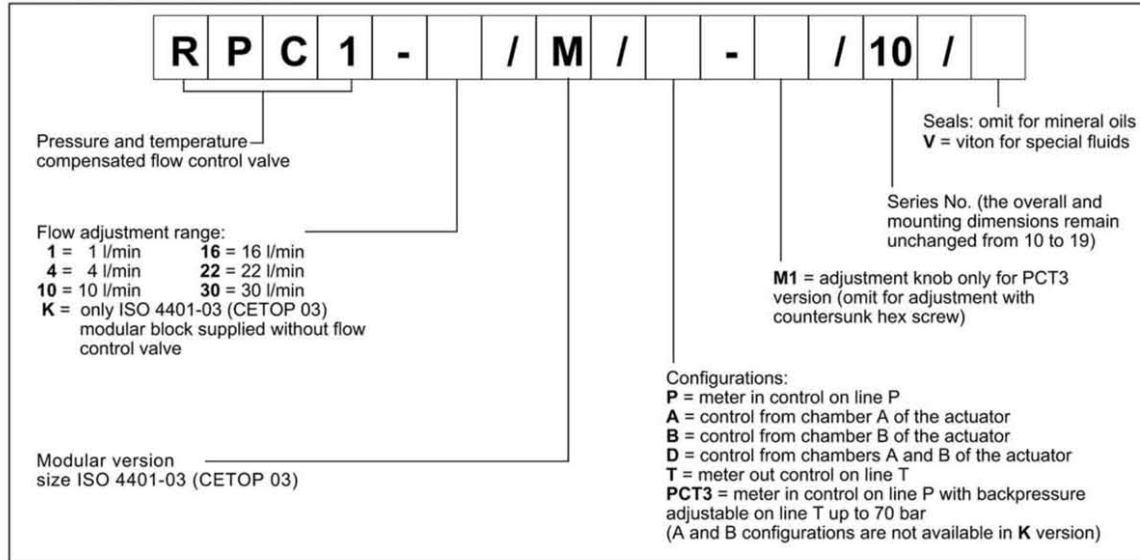 RPC1 - / M / - / 10 /
Pressure and temperature
compensated flow control valve
Seals: omit for mineral oils
V = viton for special fluids
Series No. (the overall and
mounting dimensions remain
unchanged from 10 to 19)
Flow adjustment range:
1 = 1 l/min 16 = 16 l/min
4 = 4 l/min 22 = 22 l/min
10 = 10 l/min 30 = 30 l/min
K = only ISO 4401-03 (CETOP 03)
modular block supplied without flow
control valve
M1 = adjustment knob only for PCT3
version (omit for adjustment with
countersunk hex screw)
Configurations:
P = meter in control on line P
A = control from chamber A of the actuator
B = control from chamber B of the actuator
D = control from chambers A and B of the actuator
T = meter out control on line T
PCT3 = meter in control on line P with backpressure
adjustable on line T up to 70 bar
(A and B configurations are not available in K version)
Modular version
size ISO 4401-03 (CETOP 03)